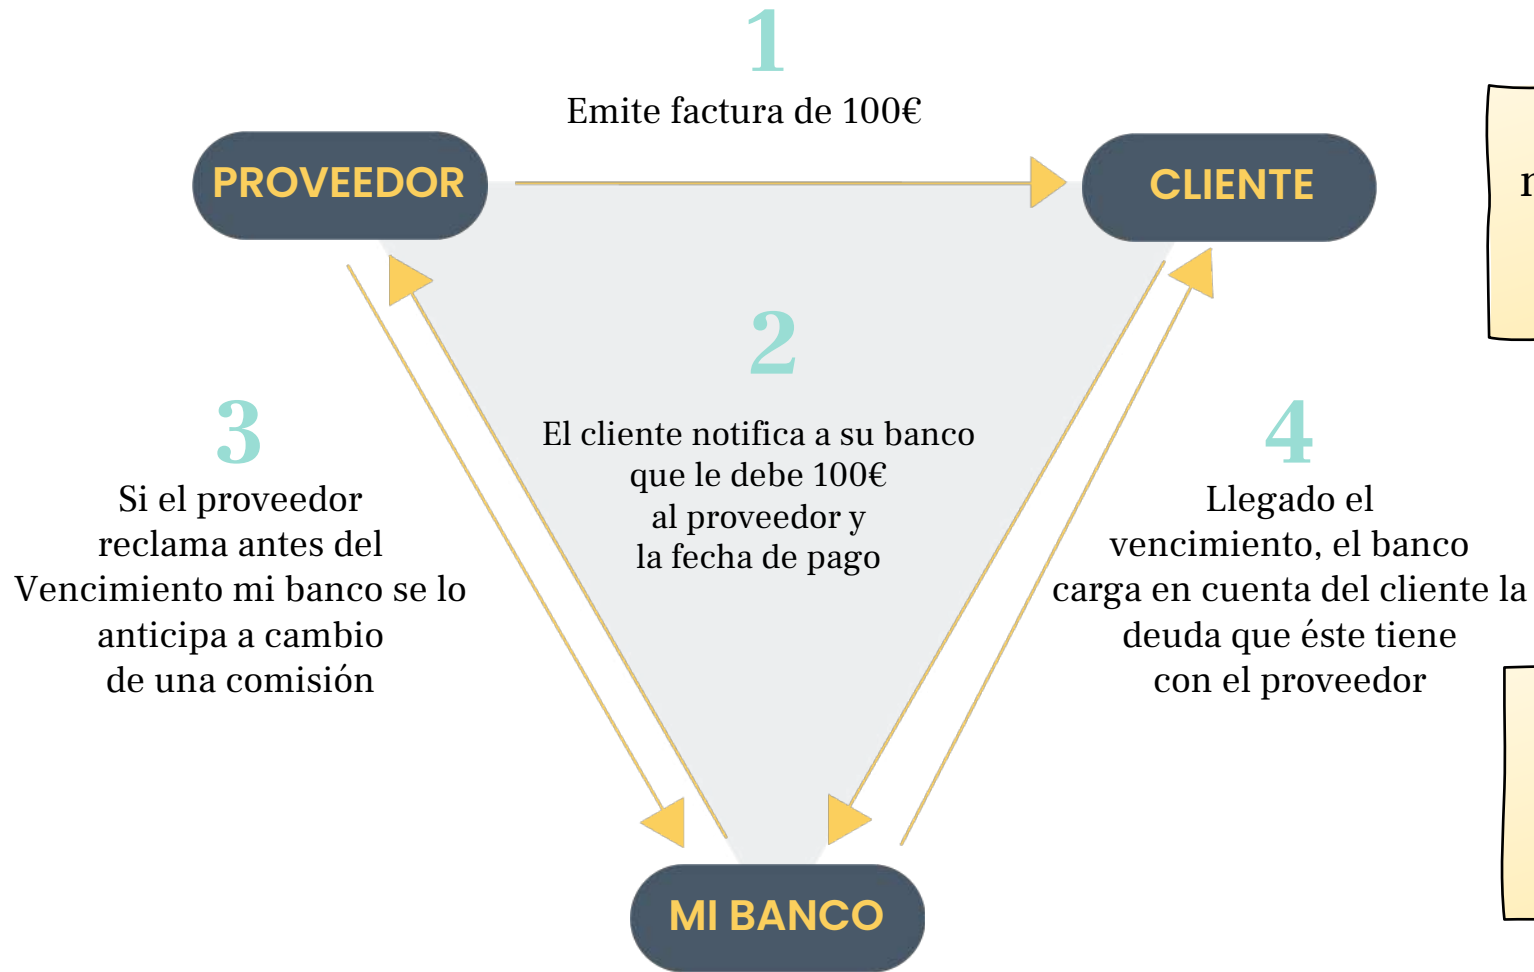 1
Emite factura de 100€
PROVEEDOR
CLIENTE
2
El cliente notifica a su banco
que le debe 100€
al proveedor y
la fecha de pago
3
Si el proveedor
reclama antes del
Vencimiento mi banco se lo
anticipa a cambio
de una comisión
4
Llegado el
vencimiento, el banco
carga en cuenta del cliente la
deuda que éste tiene
con el proveedor
MI BANCO